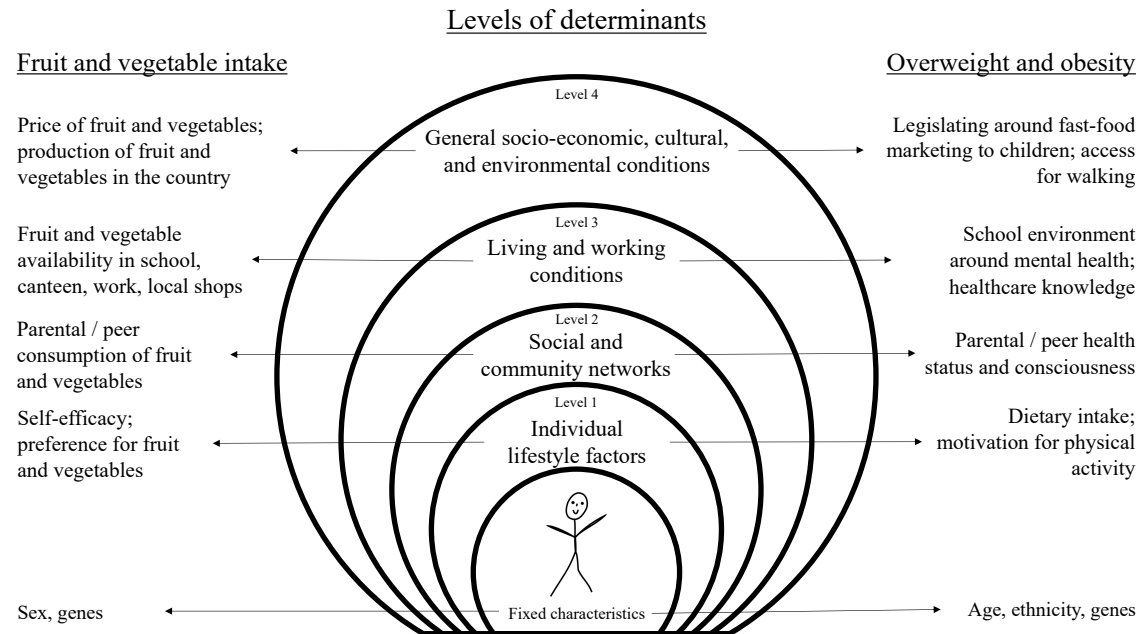 Levels of determinants
Fruit and vegetable intake
Overweight and obesity
Level 4
General socio-economic, cultural,
and environmental conditions
Price of fruit and vegetables;
production of fruit and
vegetables in the country
Legislating around fast-food
marketing to children; access
for walking
Level 3
Living and working
conditions
Fruit and vegetable
availability in school,
canteen, work, local shops
School environment
around mental health;
healthcare knowledge
Level 2
Social and
community networks
Parental / peer
consumption of fruit
and vegetables
Parental / peer health
status and consciousness
Level 1
Individual
lifestyle factors
Self-efficacy;
preference for fruit
and vegetables
Dietary intake;
motivation for physical
activity
Fixed characteristics
Sex, genes
Age, ethnicity, genes